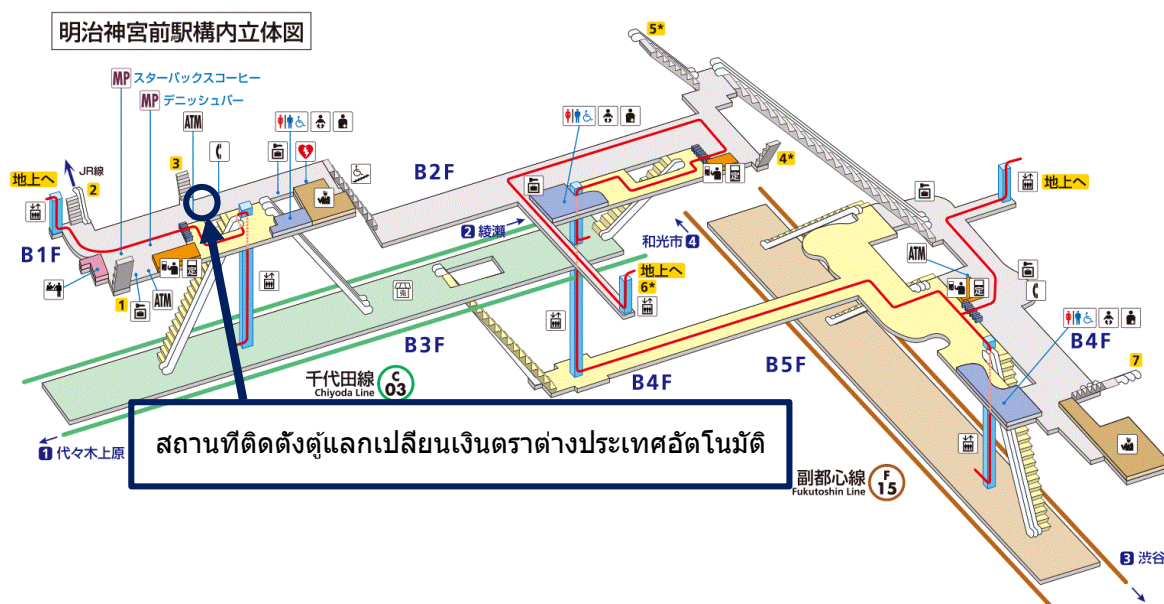 明治神宮前駅構内立体図
5*
MP スターバックスコーヒー
MP デニッシュバー
ATM
3
JR線
2
地上へ
4*
地上へ
B2F
2 綾瀬
和光市 4
B1F
ATM
1
ATM
地上へ
6*
B3F
B4F
B5F
B4F
7
千代田線
Chiyoda Line
C
03
1 代々木上原
สถานที่ติดตั้งตู้แลกเปลี่ยนเงินตราต่างประเทศอัตโนมัติ
副都心線
Fukutoshin Line
F
15
3 渋谷